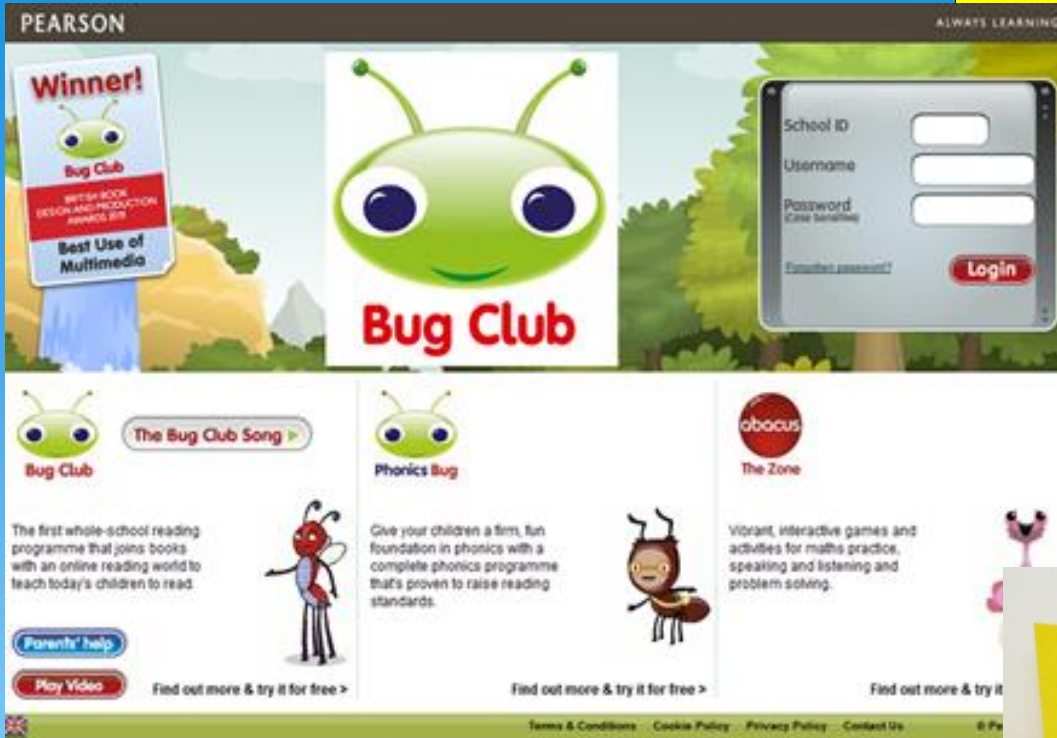 PEARSON
ALWAYS LEARNING
Winner!
Bug Club
BRITISH BOOK
DESIGN AND PRODUCTION
AWARDS
Best Use of
Multimedia
Bug Club
School ID
Username
Password
(Case Sensitive)
Forgotten password?
Login
Bug Club
The Bug Club Song
The first whole-school reading
programme that joins books
with an online reading world to
teach today's children to read.
Parents' help
Play Video
Find out more & try it for free >
Phonics Bug
Give your children a firm, fun
foundation in phonics with a
complete phonics programme
that's proven to raise reading
standards.
Find out more & try it for free >
abacus
The Zone
Vibrant, interactive games and
activities for maths practice,
speaking and listening and
problem solving.
Find out more & try it
Terms & Conditions Cookie Policy Privacy Policy Contact Us © Pe